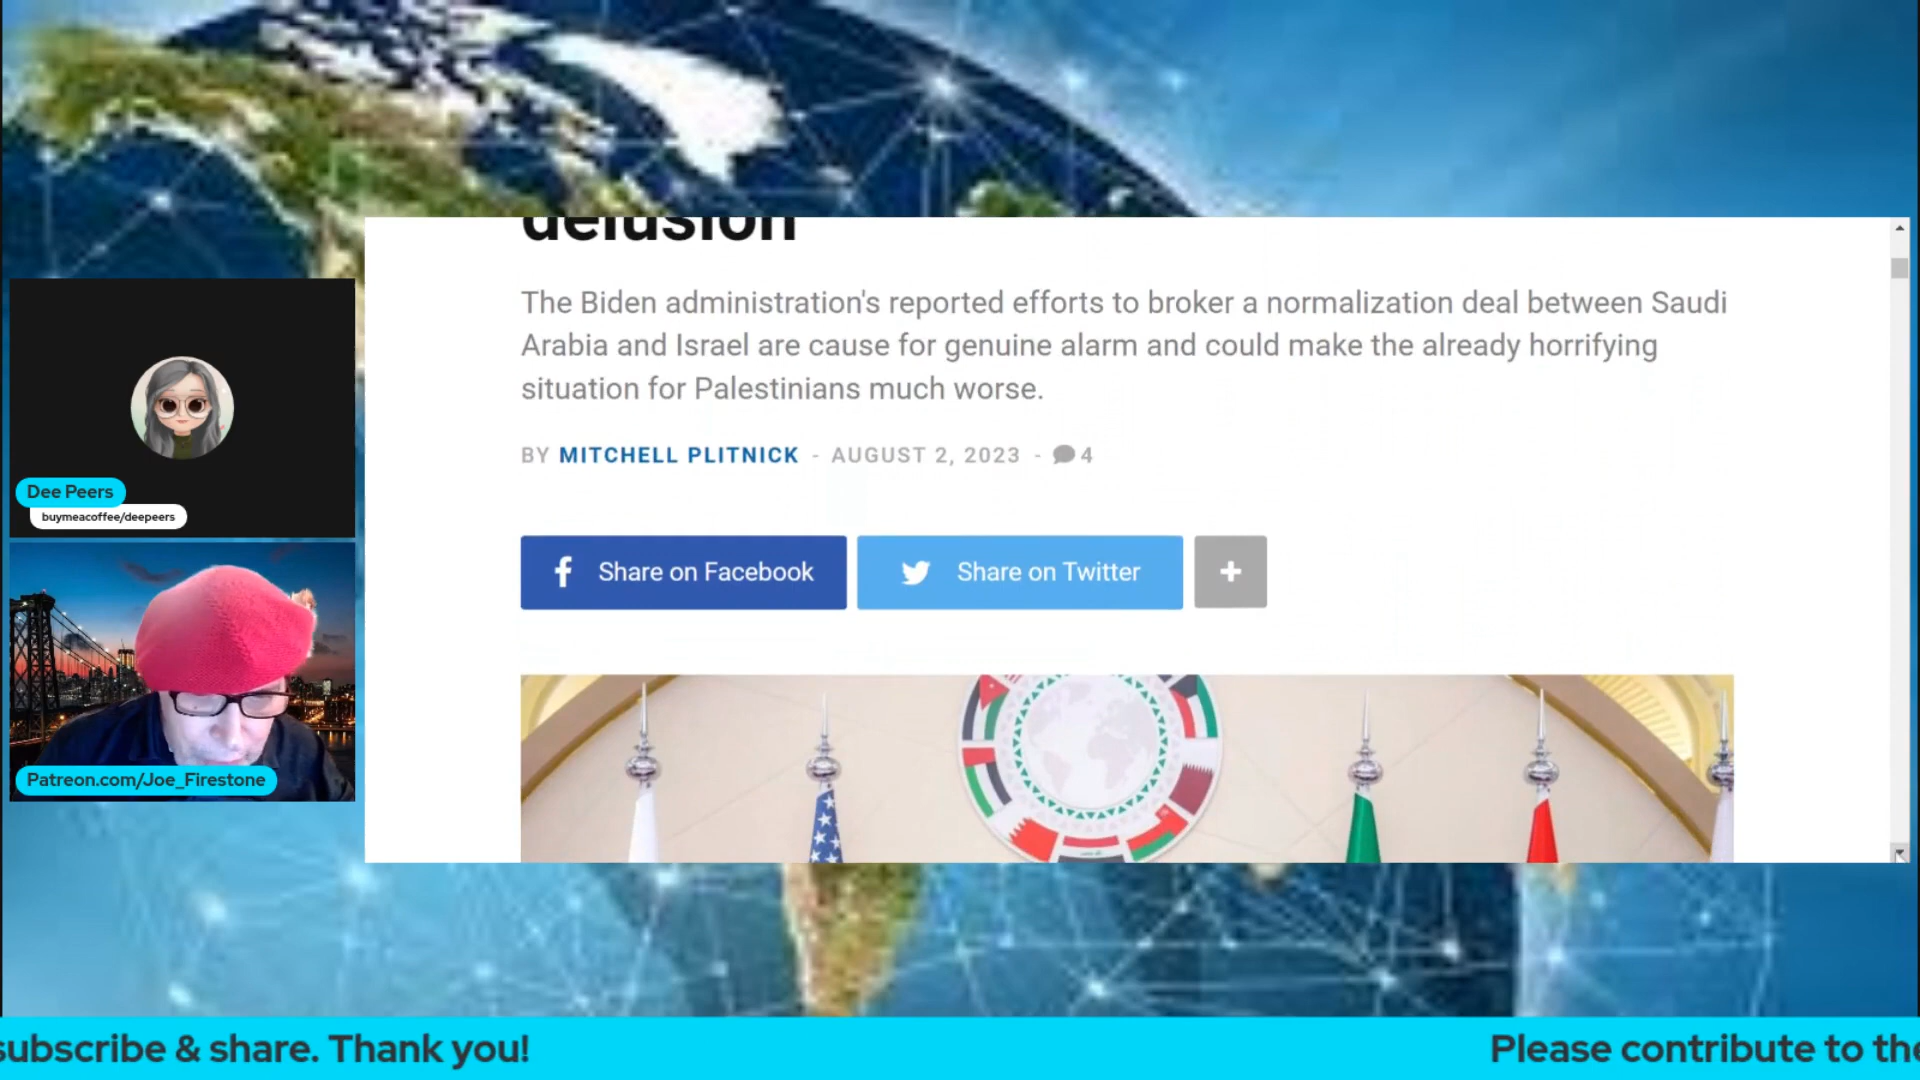 delusion
The Biden administration's reported efforts to broker a normalization deal between Saudi
Arabia and Israel are cause for genuine alarm and could make the already horrifying
situation for Palestinians much worse.
BY MITCHELL PLITNICK - AUGUST 2, 2023 - 4
Share on Facebook
Share on Twitter
+
Dee Peers
buymeacoffee/deepeers
Patreon.com/Joe_Firestone
subscribe & share. Thank you!
Please contribute to the